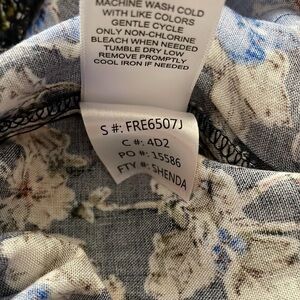 MACHINE WASH COLD
WITH LIKE COLORS
GENTLE CYCLE
ONLY NON-CHLORINE
BLEACH WHEN NEEDED
TUMBLE DRY LOW
REMOVE PROMPTLY
COOL IRON IF NEEDED
S #: FRE6507J
C #: 4D2
PO #: 15586
FTY #: SHENDA